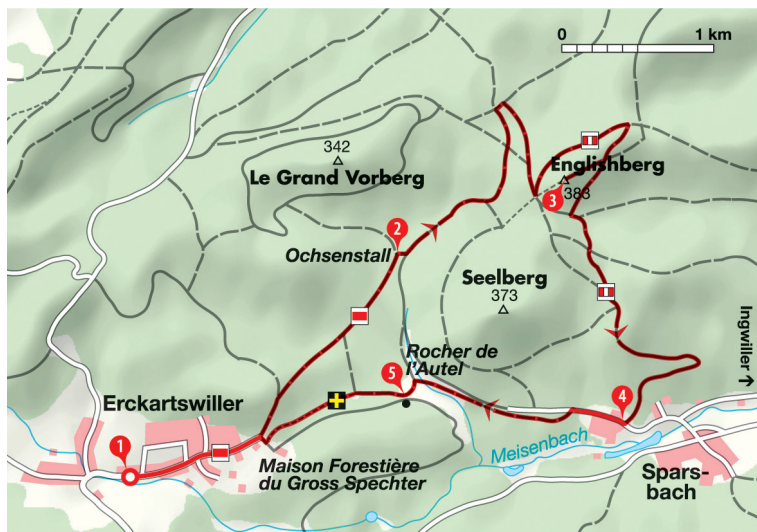 0 1 km
342
Le Grand Vorberg
Englishberg
383
3
2
Ochsenstall
Seelberg
373
Ingwiller →
Rocher de
l'Autel
5
Erckartswiller
4
1
Meisenbach
Maison Forestière
du Gross Spechter
Spars-
bach